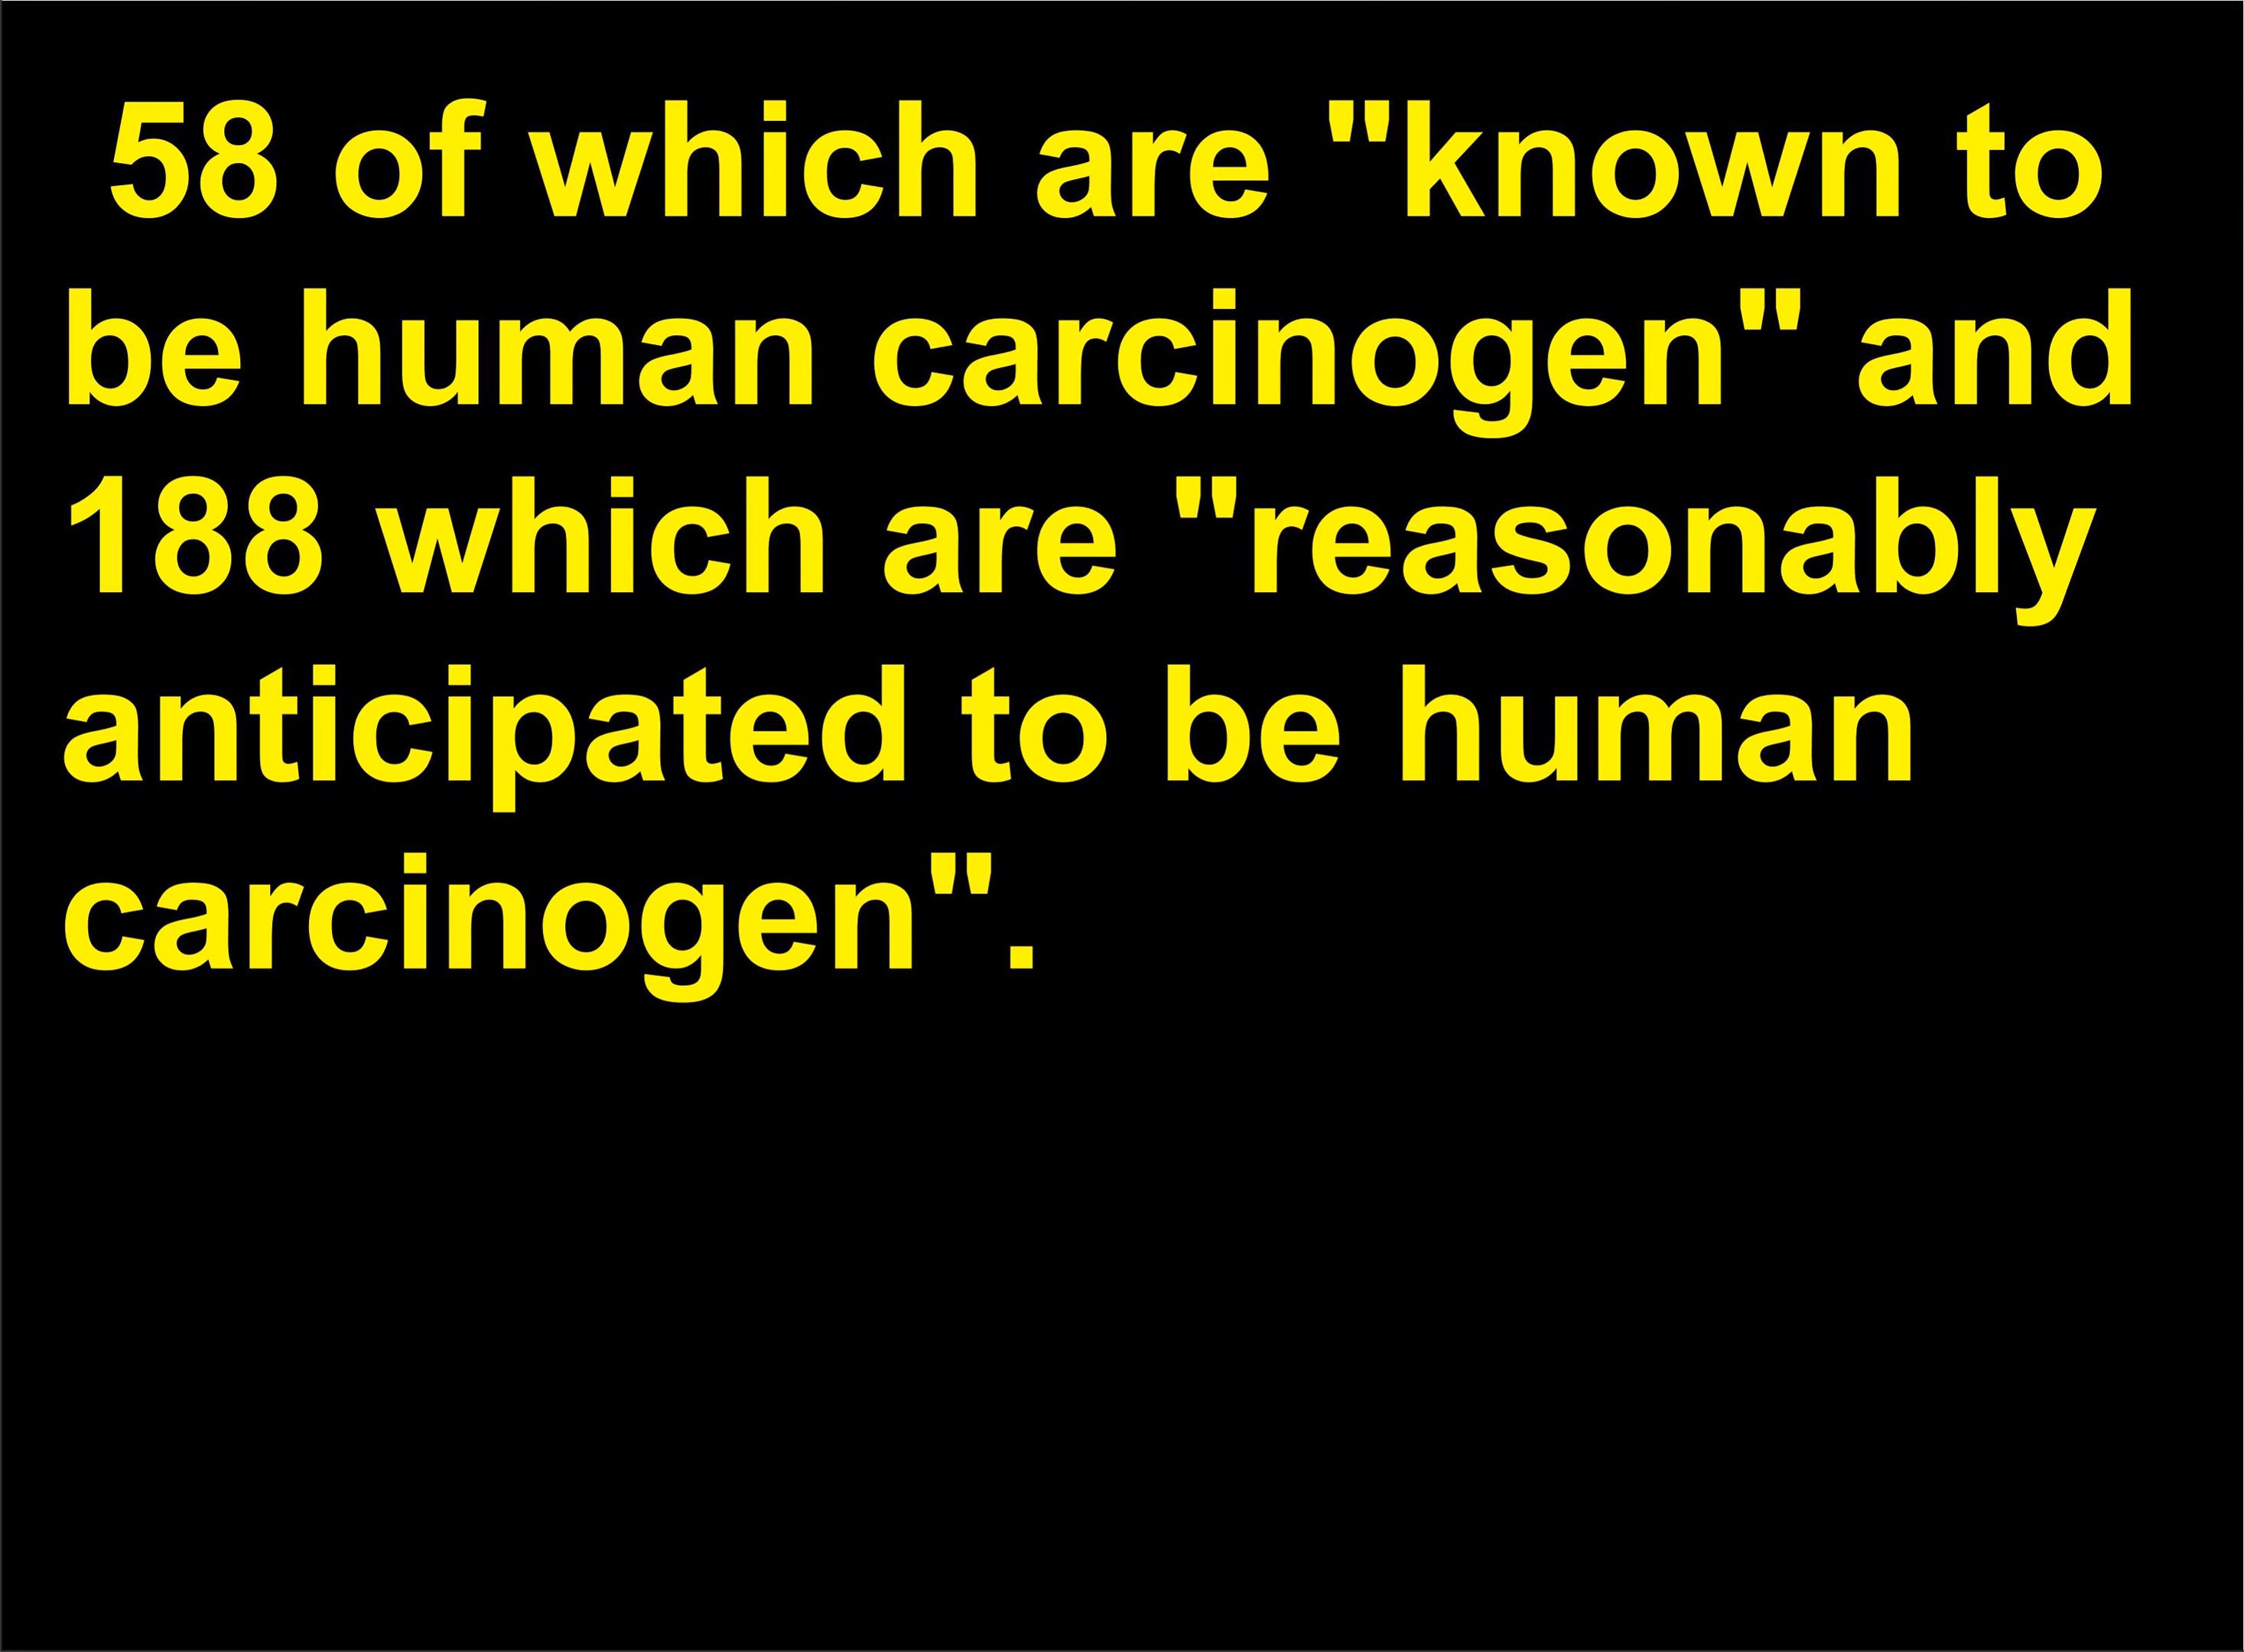 58 of which are "known to
be human carcinogen" and
188 which are "reasonably
anticipated to be human
carcinogen".